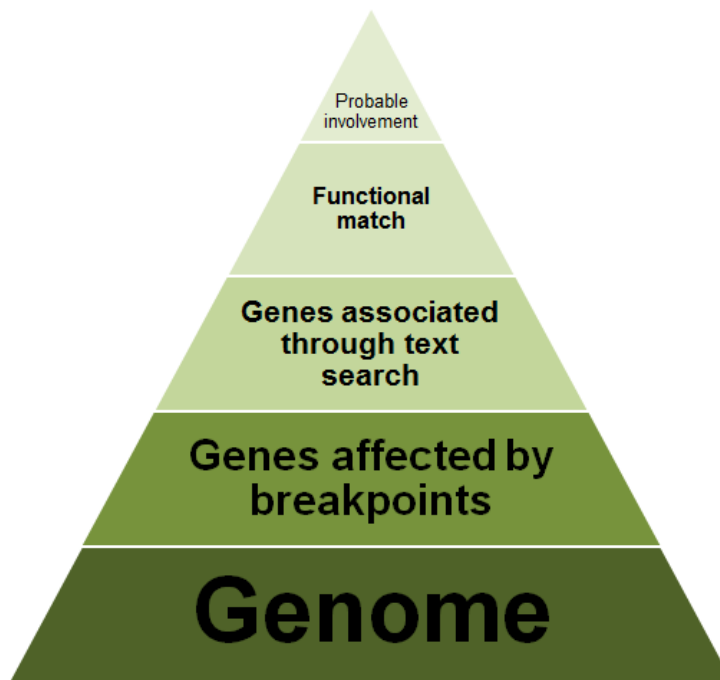 Probable
involvement
Functional
match
Genes associated
through text
search
Genes affected by
breakpoints
Genome